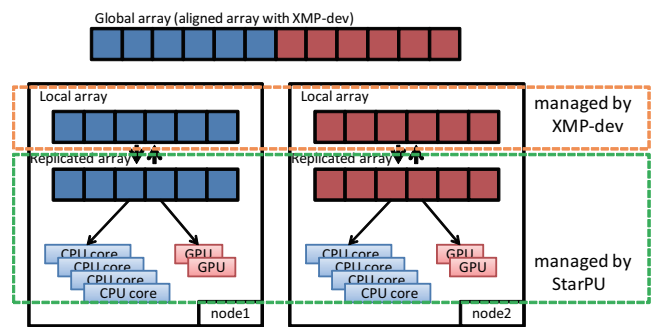 Global array (aligned array with XMP-dev)
Local array
Local array
managed by
XMP-dev
Replicated array
Replicated array
CPU core
CPU core
CPU core
CPU core
GPU
GPU
CPU core
CPU core
CPU core
CPU core
GPU
GPU
managed by
StarPU
node1
node2